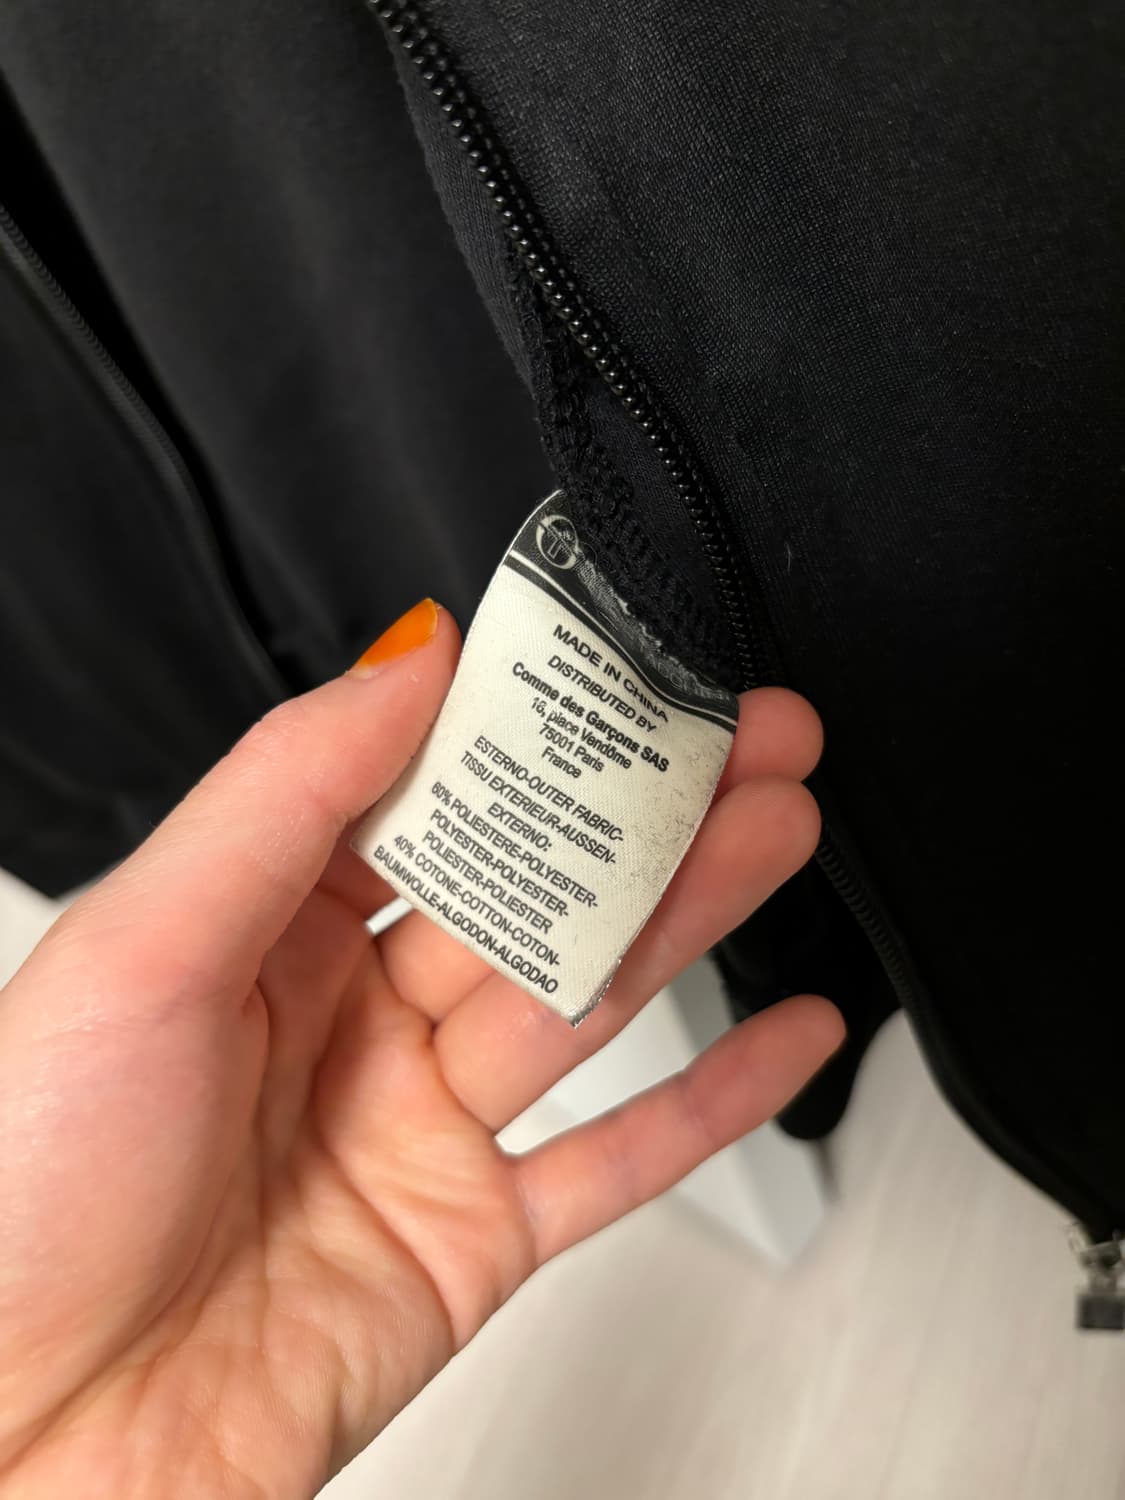 MADE IN CHINA
DISTRIBUTED BY
Comme des Garçons SAS
16, place Vendôme
75001 Paris
France
ESTERNO-OUTER FABRIC-
TISSU EXTERIEUR-AUSSEN-
EXTERNO:
60% POLIESTERE-POLYESTER-
POLYESTER-POLYESTER-
POLIESTER-POLIESTER
40% COTONE-COTTON-COTON-
BAUMWOLLE-ALGODON-ALGODAO